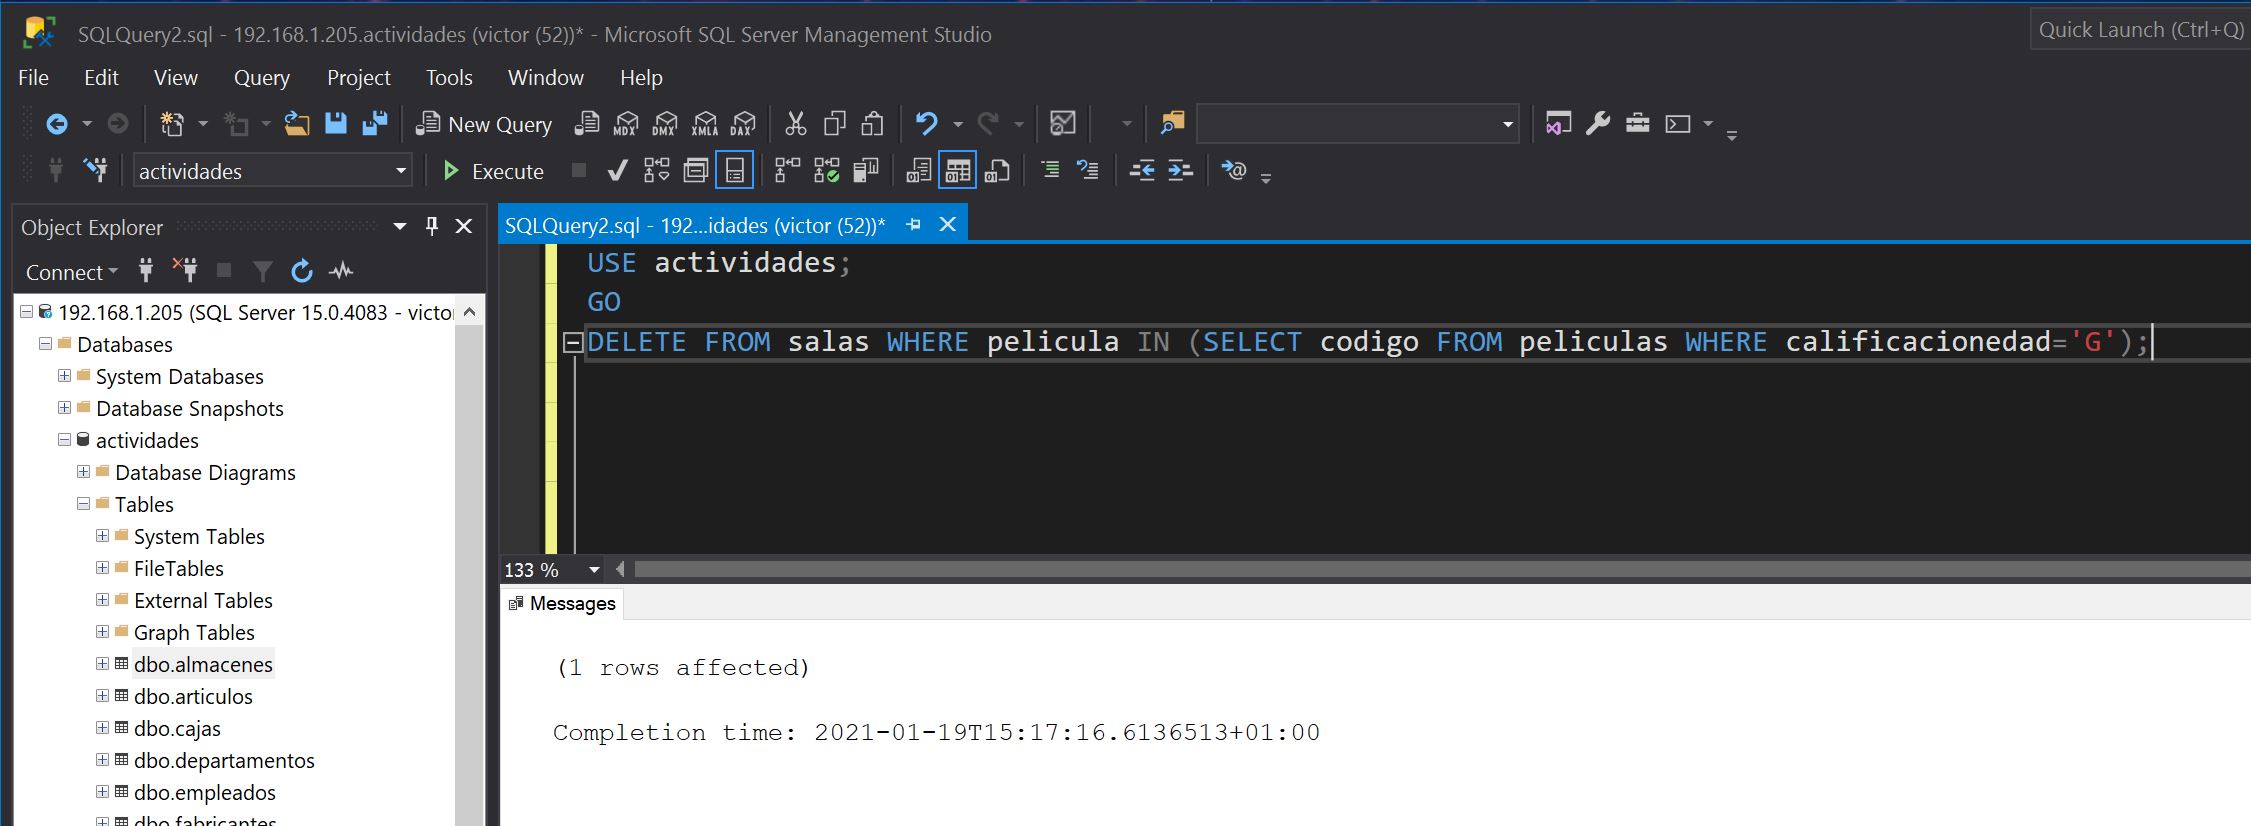 SQLQuery2.sql - 192.168.1.205.actividades (victor (52))* - Microsoft SQL Server Management Studio
Quick Launch (Ctrl+Q)
File Edit View Query Project Tools Window Help
New Query MDX DMX XMLA DAX
actividades Execute
Object Explorer
Connect
192.168.1.205 (SQL Server 15.0.4083 - victor
Databases
System Databases
Database Snapshots
actividades
Database Diagrams
Tables
System Tables
FileTables
External Tables
Graph Tables
dbo.almacenes
dbo.articulos
dbo.cajas
dbo.departamentos
dbo.empleados
dbo.fabricantes
SQLQuery2.sql - 192...idades (victor (52))*
USE actividades;
GO
DELETE FROM salas WHERE pelicula IN (SELECT codigo FROM peliculas WHERE calificacionedad='G');
133 %
Messages
(1 rows affected)
Completion time: 2021-01-19T15:17:16.6136513+01:00